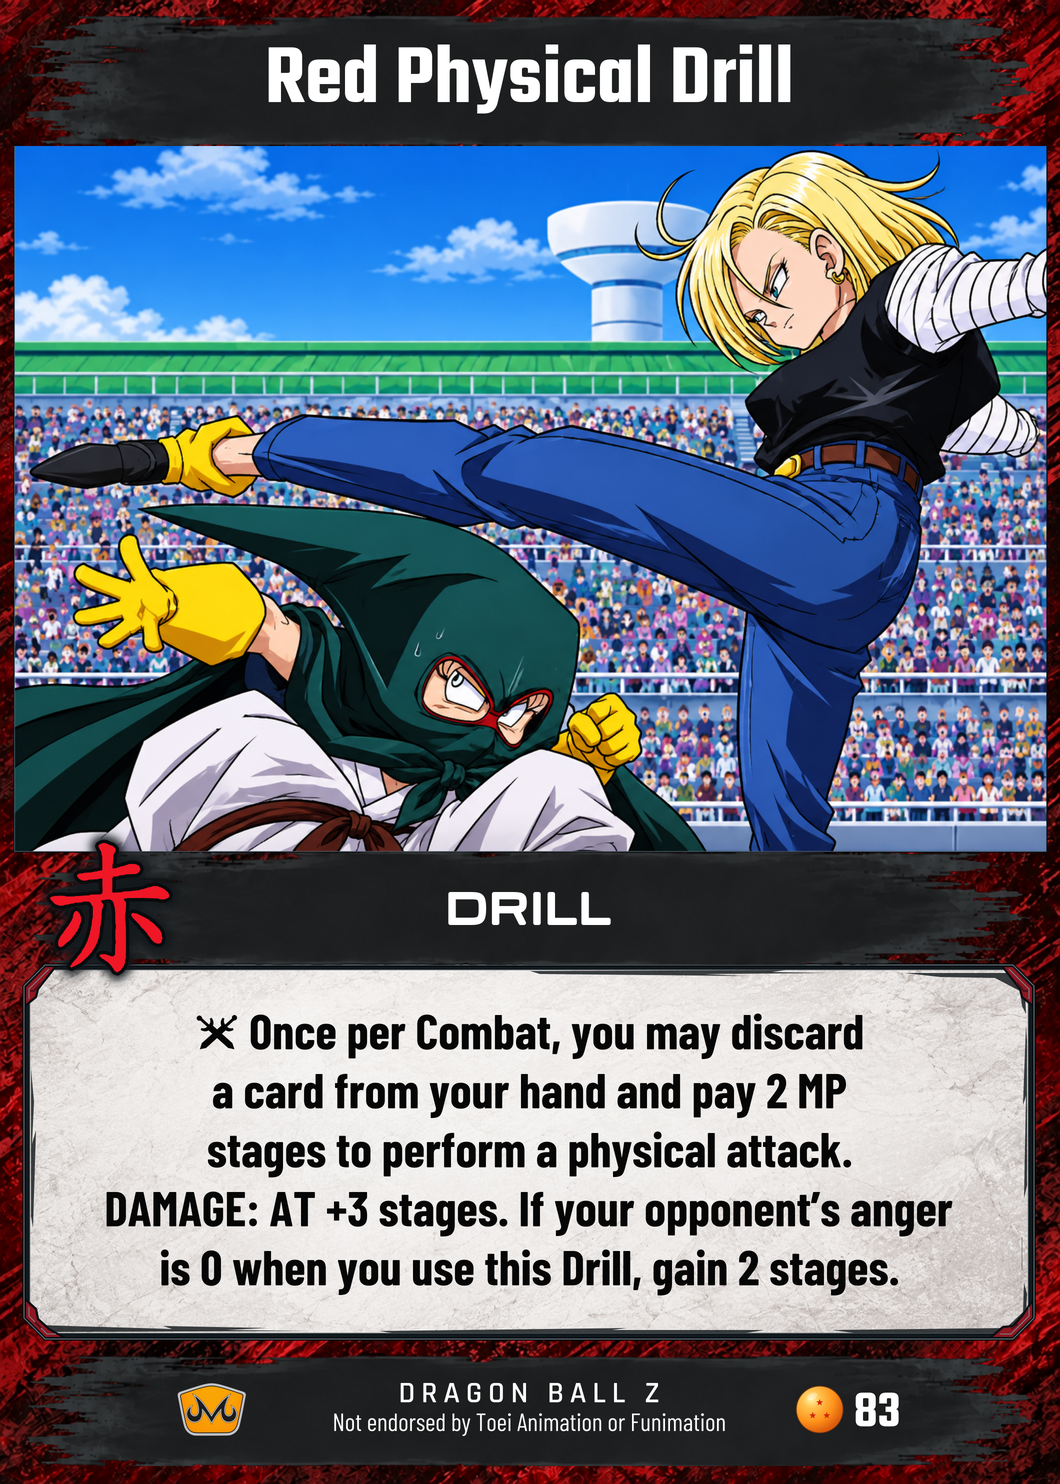 Red Physical Drill
赤
DRILL
Once per Combat, you may discard
a card from your hand and pay 2 MP
stages to perform a physical attack.
DAMAGE: AT +3 stages. If your opponent’s anger
is 0 when you use this Drill, gain 2 stages.
DRAGON BALL Z
Not endorsed by Toei Animation or Funimation
83